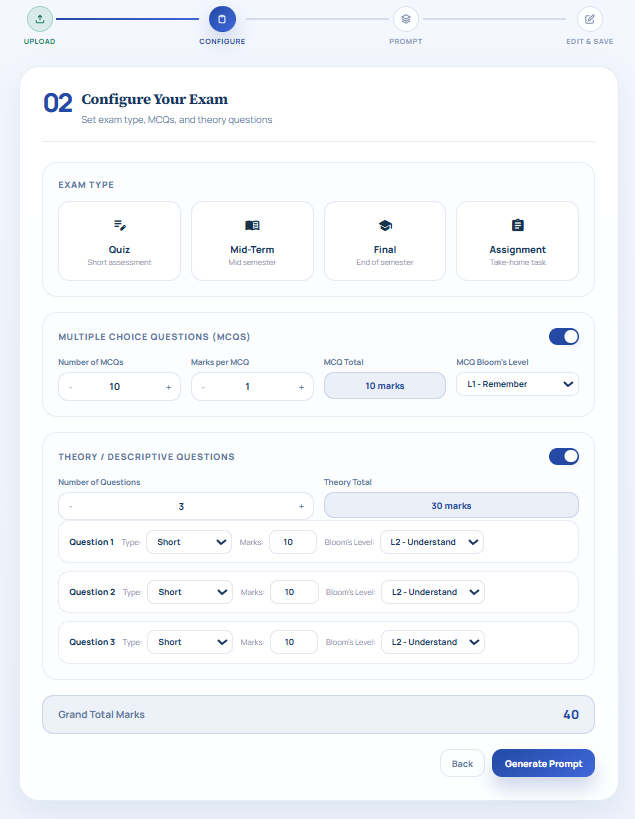 UPLOAD CONFIGURE PROMPT EDIT & SAVE
02 Configure Your Exam
Set exam type, MCQs, and theory questions
EXAM TYPE
Quiz Mid-Term Final Assignment
Short assessment Mid semester End of semester Take-home task
MULTIPLE CHOICE QUESTIONS (MCQS)
Number of MCQs Marks per MCQ MCQ Total MCQ Bloom's Level
- 10 + - 1 + 10 marks L1 - Remember
THEORY / DESCRIPTIVE QUESTIONS
Number of Questions Theory Total
- 3 + 30 marks
Question 1 Type: Short Marks: 10 Bloom's Level: L2 - Understand
Question 2 Type: Short Marks: 10 Bloom's Level: L2 - Understand
Question 3 Type: Short Marks: 10 Bloom's Level: L2 - Understand
Grand Total Marks 40
Back Generate Prompt